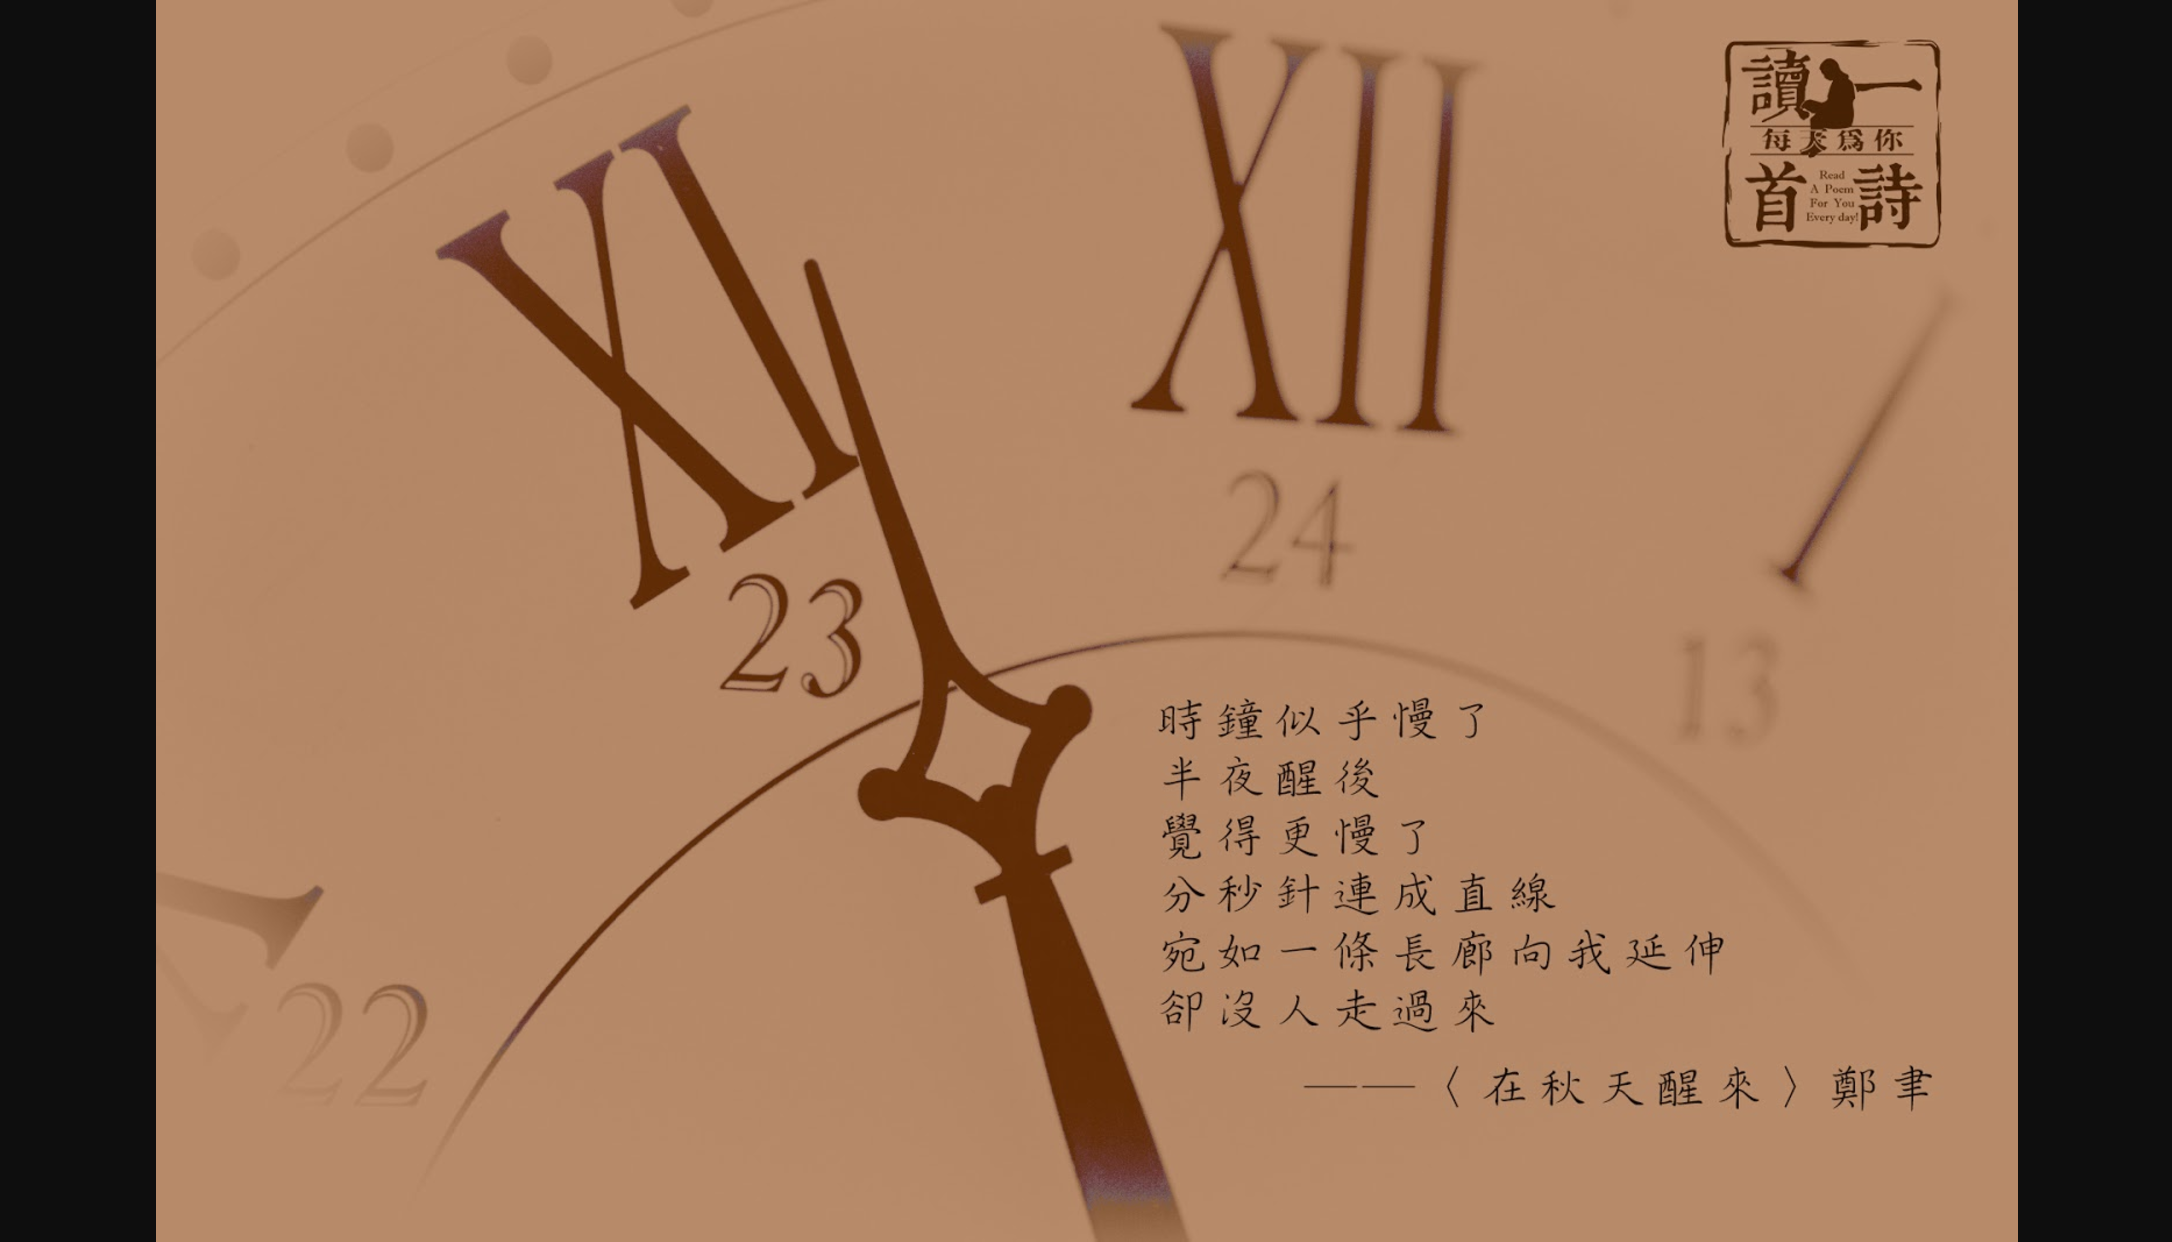 XI
XII
I
23
24
13
22
讀一
每天為你
首詩
Read
A Poem
For You
Every day!
時鐘似乎慢了
半夜醒後
覺得更慢了
分秒針連成直線
宛如一條長廊向我延伸
卻沒人走過來
——〈在秋天醒來〉鄭聿